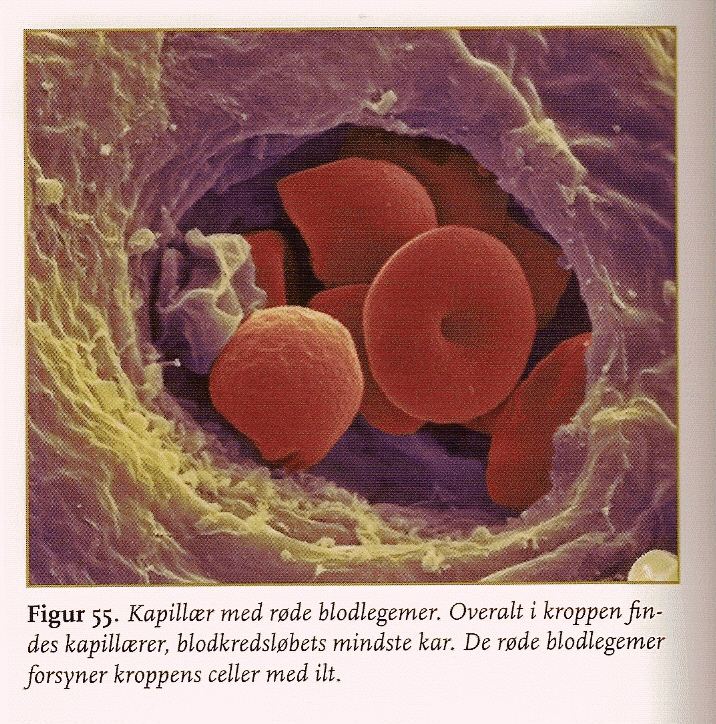 Figur 55. Kapillær med røde blodlegemer. Overalt i kroppen fin-
des kapillærer, blodkredsløbets mindste kar. De røde blodlegemer
forsyner kroppens celler med ilt.